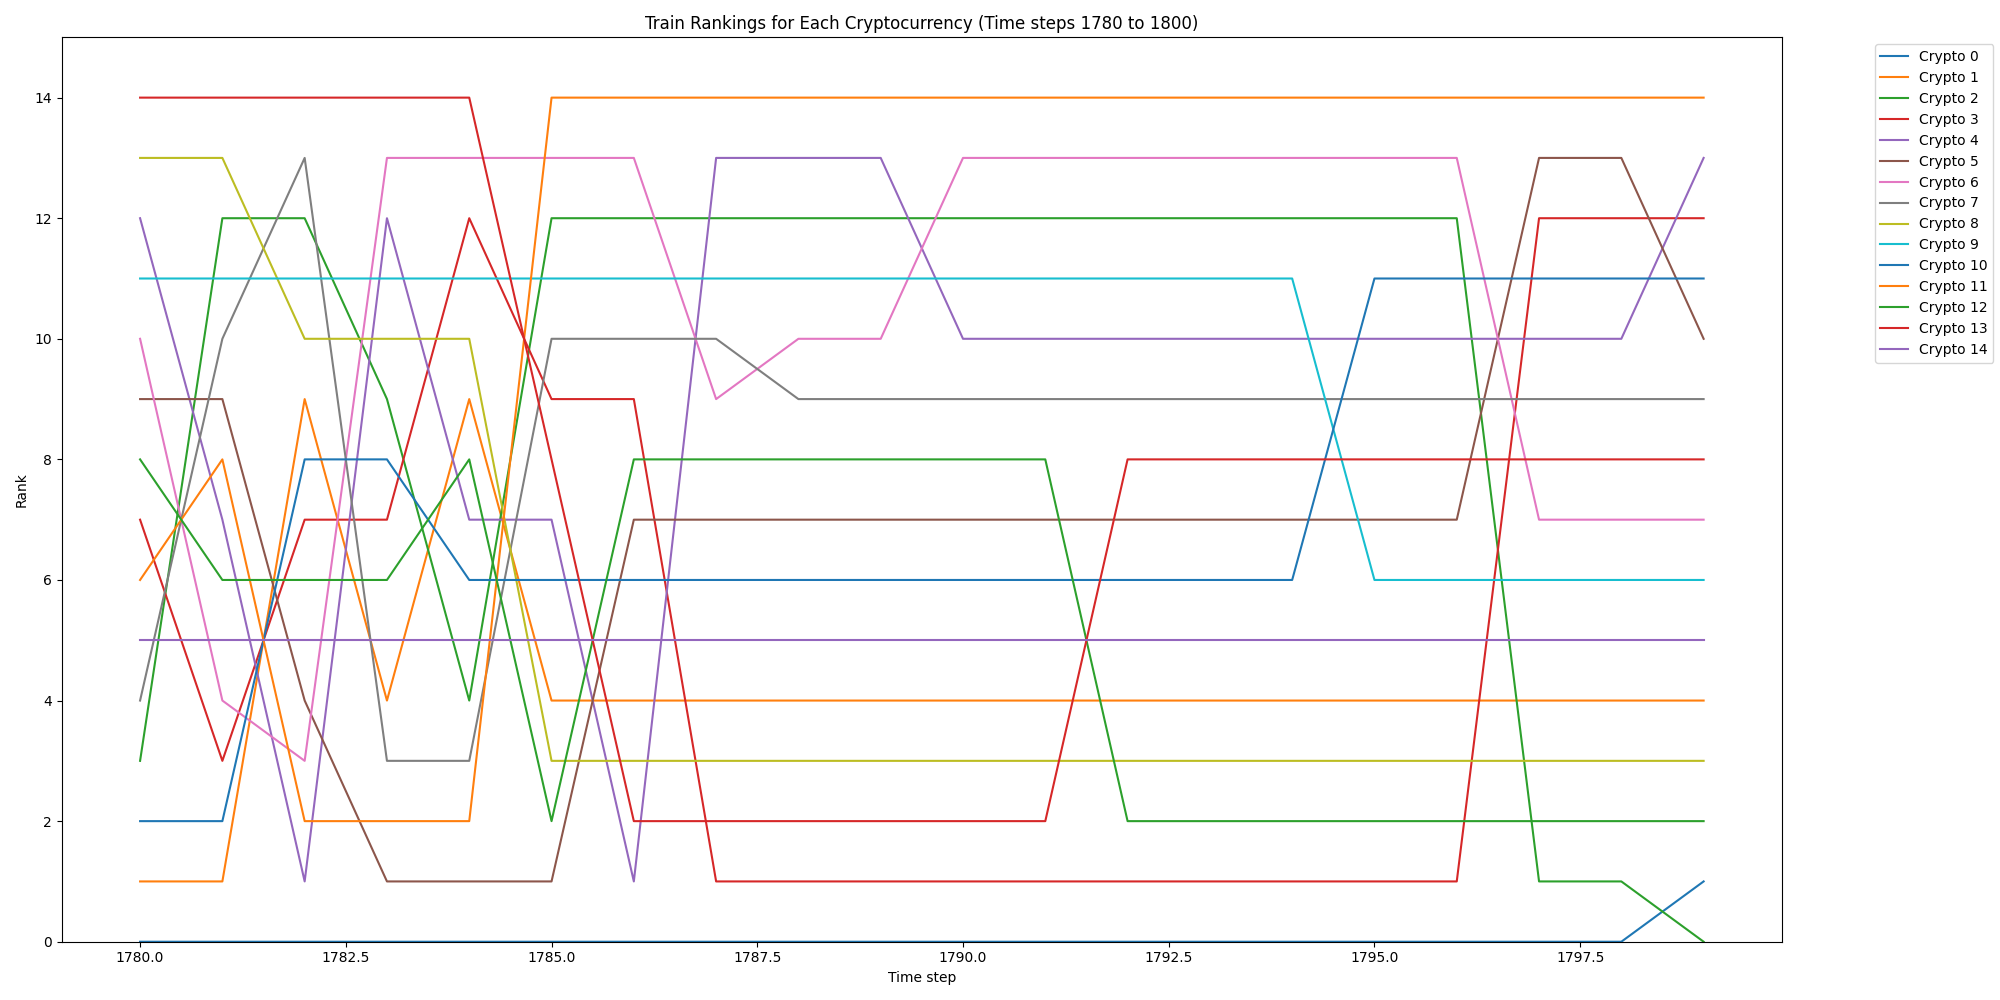 Train Rankings for Each Cryptocurrency (Time steps 1780 to 1800)
Crypto 0
Crypto 1
Crypto 2
Crypto 3
Crypto 4
Crypto 5
Crypto 6
Crypto 7
Crypto 8
Crypto 9
Crypto 10
Crypto 11
Crypto 12
Crypto 13
Crypto 14
Rank
14
12
10
8
6
4
2
0
1780.0 1782.5 1785.0 1787.5 1790.0 1792.5 1795.0 1797.5
Time step